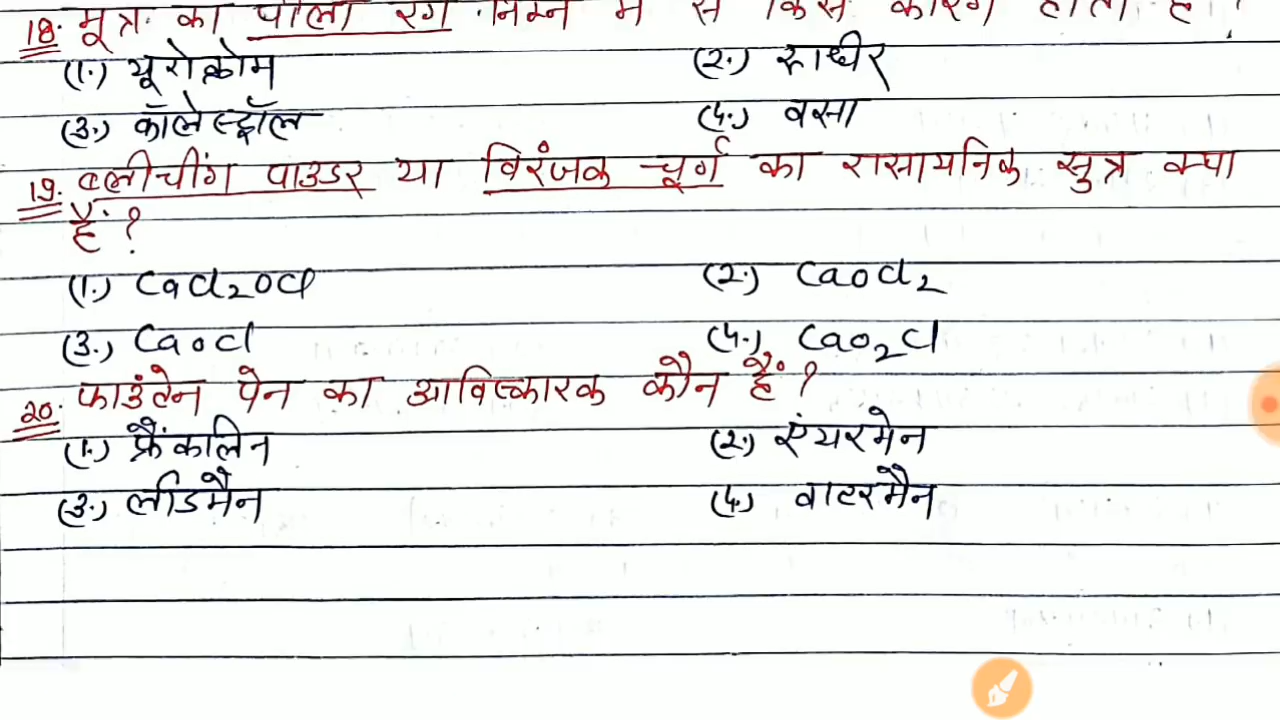 18. मूत्र का पीला रंग निम्न में से किस कारण होता है ?
(1.) यूरोक्रोम (2.) रूधीर
(3.) कॉलेस्ट्रॉल (4.) वसा
19. ब्लीचींग पाउडर या विरंजक चूर्ण का रासायनिक सुत्र क्या
हैं ?
(1.) CaCl₂OCl (2.) CaOCl₂
(3.) CaOCl (4.) CaO₂Cl
20. फाउंटेन पेन का आविष्कारक कौन हैं ?
(1.) फ्रैंकलिन (2.) एंयरमेन
(3.) लीडमैन (4.) वाटरमैन